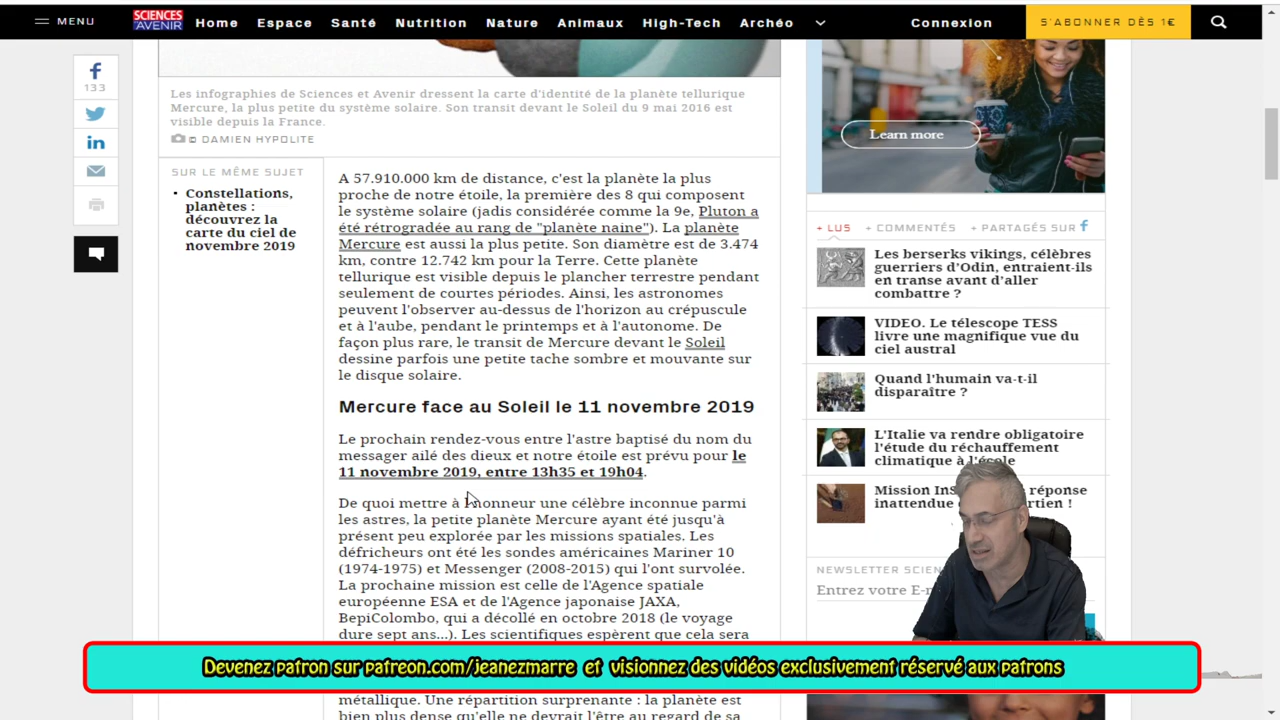 MENU
SCIENCES
AVENIR
Home
Espace
Santé
Nutrition
Nature
Animaux
High-Tech
Archéo
Connexion
S'ABONNER DÈS 1€
133
Les infographies de Sciences et Avenir dressent la carte d'identité de la planète tellurique
Mercure, la plus petite du système solaire. Son transit devant le Soleil du 9 mai 2016 est
visible depuis la France.
© DAMIEN HYPOLITE
SUR LE MÊME SUJET
• Constellations,
planètes :
découvrez la
carte du ciel de
novembre 2019
A 57.910.000 km de distance, c'est la planète la plus
proche de notre étoile, la première des 8 qui composent
le système solaire (jadis considérée comme la 9e, Pluton a
été rétrogradée au rang de "planète naine"). La planète
Mercure est aussi la plus petite. Son diamètre est de 3.474
km, contre 12.742 km pour la Terre. Cette planète
tellurique est visible depuis le plancher terrestre pendant
seulement de courtes périodes. Ainsi, les astronomes
peuvent l'observer au-dessus de l'horizon au crépuscule
et à l'aube, pendant le printemps et à l'autonome. De
façon plus rare, le transit de Mercure devant le Soleil
dessine parfois une petite tache sombre et mouvante sur
le disque solaire.
Mercure face au Soleil le 11 novembre 2019
Le prochain rendez-vous entre l'astre baptisé du nom du
messager ailé des dieux et notre étoile est prévu pour le
11 novembre 2019, entre 13h35 et 19h04.
De quoi mettre à l'honneur une célèbre inconnue parmi
les astres, la petite planète Mercure ayant été jusqu'à
présent peu explorée par les missions spatiales. Les
défricheurs ont été les sondes américaines Mariner 10
(1974-1975) et Messenger (2008-2015) qui l'ont survolée.
La prochaine mission est celle de l'Agence spatiale
européenne ESA et de l'Agence japonaise JAXA,
BepiColombo, qui a décollé en octobre 2018 (le voyage
dure sept ans...). Les scientifiques espèrent que cela sera
métallique. Une répartition surprenante : la planète est
bien plus dense qu'elle ne devrait l'être au regard de sa
Learn more
+ LUS
+ COMMENTÉS
+ PARTAGÉS SUR
Les berserks vikings, célèbres
guerriers d'Odin, entraient-ils
en transe avant d'aller
combattre ?
VIDEO. Le télescope TESS
livre une magnifique vue du
ciel austral
Quand l'humain va-t-il
disparaître ?
L'Italie va rendre obligatoire
l'étude du réchauffement
climatique à l'école
Mission réponse
inattendue
NEWSLETTER
Entrez votre
Devenez patron sur patreon.com/jeanezmarre et visionnez des vidéos exclusivement réservé aux patrons